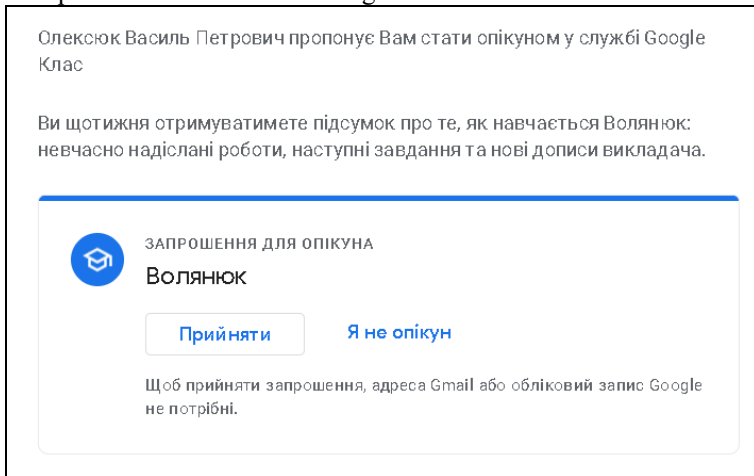 Олексюк Василь Петрович пропонує Вам стати опікуном у службі Google
Клас
Ви щотижня отримуватимете підсумок про те, як навчається Волянюк:
невчасно надіслані роботи, наступні завдання та нові дописи викладача.
ЗАПРОШЕННЯ ДЛЯ ОПІКУНА
Волянюк
Прийняти
Я не опікун
Щоб прийняти запрошення, адреса Gmail або обліковий запис Google
не потрібні.